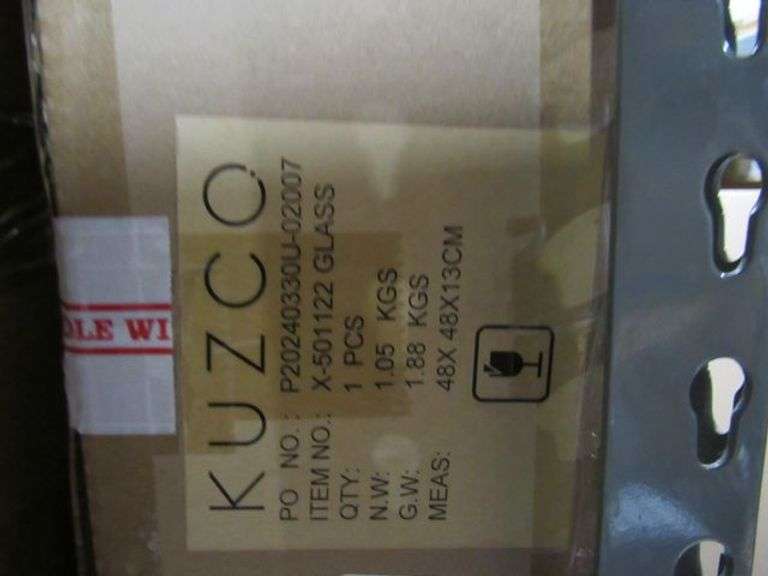 KUZCO
PO NO. : P20240330U-02007
ITEM NO.: X-501122 GLASS
QTY: 1 PCS
N.W: 1.05 KGS
G.W: 1.88 KGS
MEAS: 48X 48X13CM
DLE WI